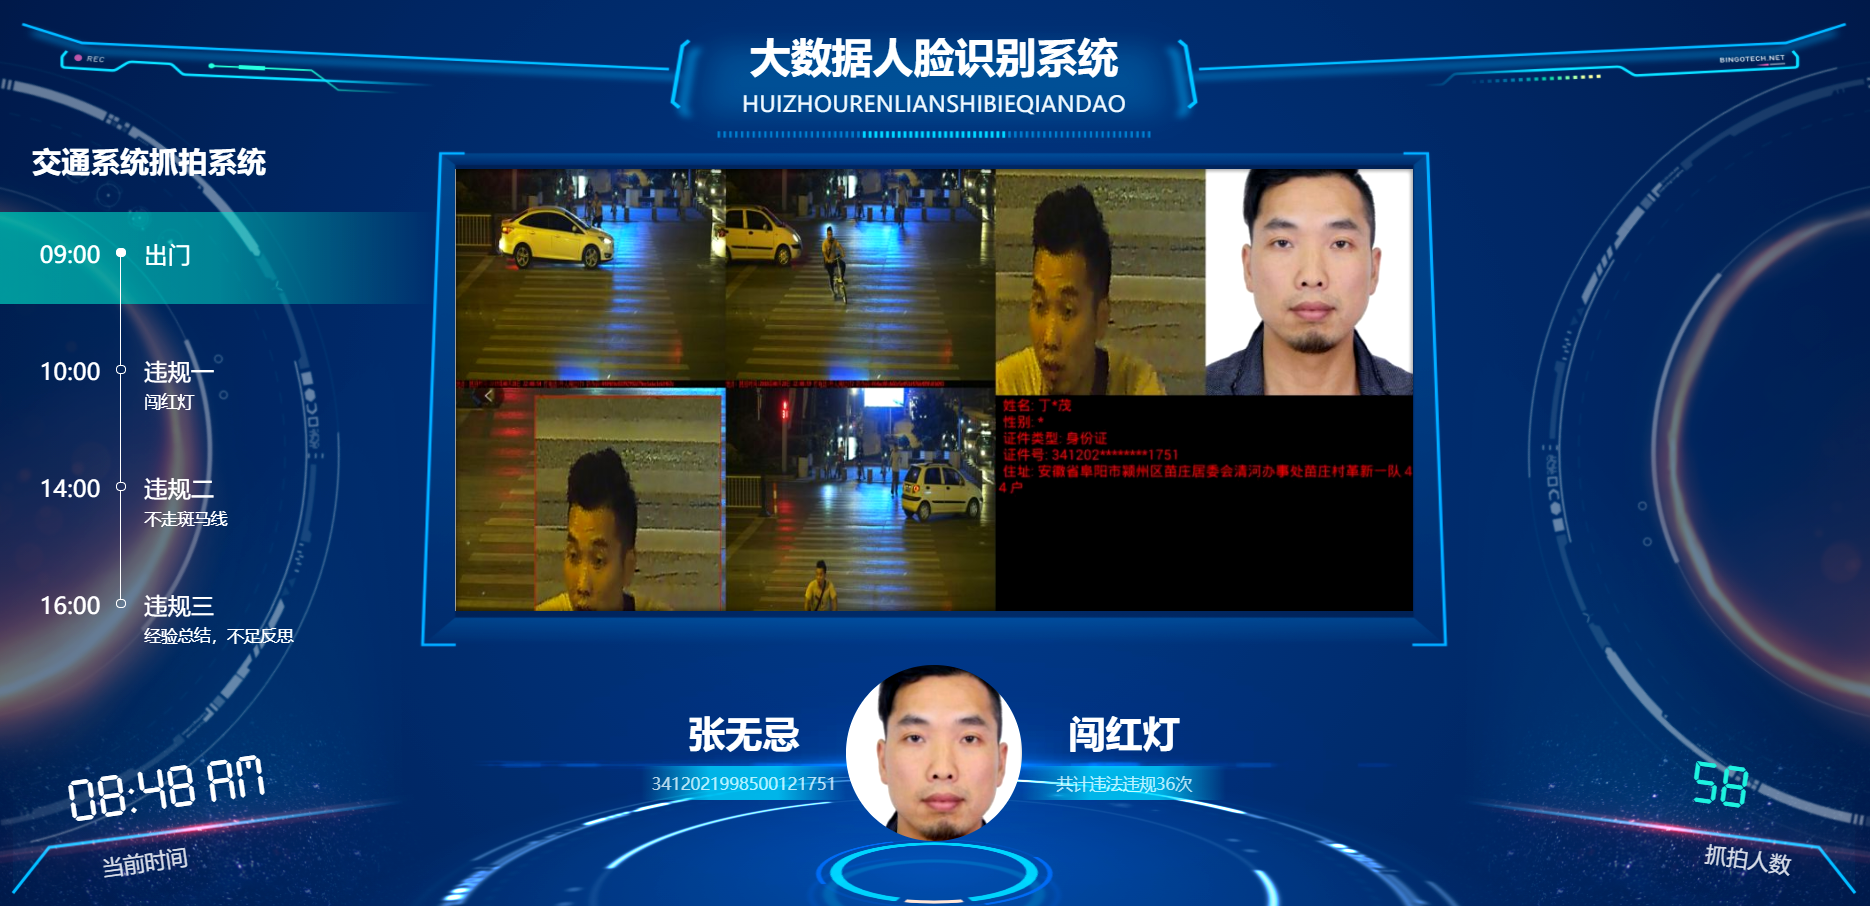 REC
大数据人脸识别系统
HUIZHOURENLIANSHIBIEQIANDAO
BINGOTECH.NET
交通系统抓拍系统
09:00 出门
10:00 违规一
闯红灯
14:00 违规二
不走斑马线
16:00 违规三
经验总结，不足反思
姓名: 丁*茂
性别: *
证件类型: 身份证
证件号: 341202********1751
住址: 安徽省阜阳市颍州区苗庄居委会清河办事处苗庄村革新一队 4
4 户
张无忌
3412021998500121751
闯红灯
共计违法违规36次
08:48 AM
当前时间
58
抓拍人数